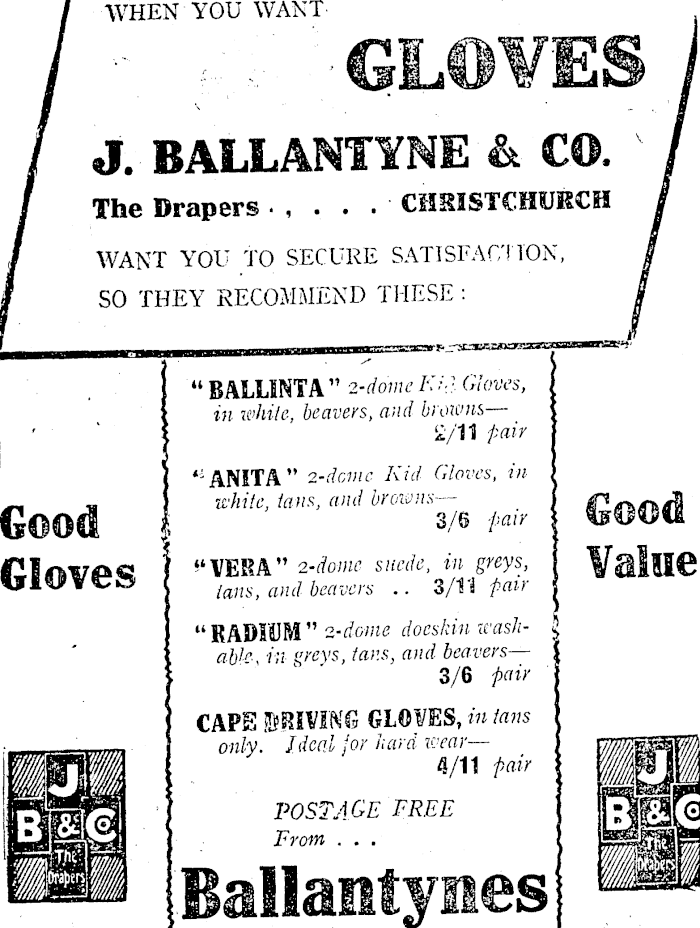 WHEN YOU WANT
GLOVES
J. BALLANTYNE & CO.
The Drapers . , . . . CHRISTCHURCH
WANT YOU TO SECURE SATISFACTION,
SO THEY RECOMMEND THESE :
"BALLINTA" 2-dome Kid Gloves,
in white, beavers, and browns—
2/11 pair
"ANITA" 2-dome Kid Gloves, in
white, tans, and browns—
3/6 pair
"VERA" 2-dome suede, in greys,
tans, and beavers .. 3/11 pair
"RADIUM" 2-dome doeskin wash-
able, in greys, tans, and beavers—
3/6 pair
CAPE DRIVING GLOVES, in tans
only. Ideal for hard wear—
4/11 pair
POSTAGE FREE
From . . .
Ballantynes
Good
Gloves
Good
Value
J
B & Co
The
Drapers
J
B & Co
The
Drapers